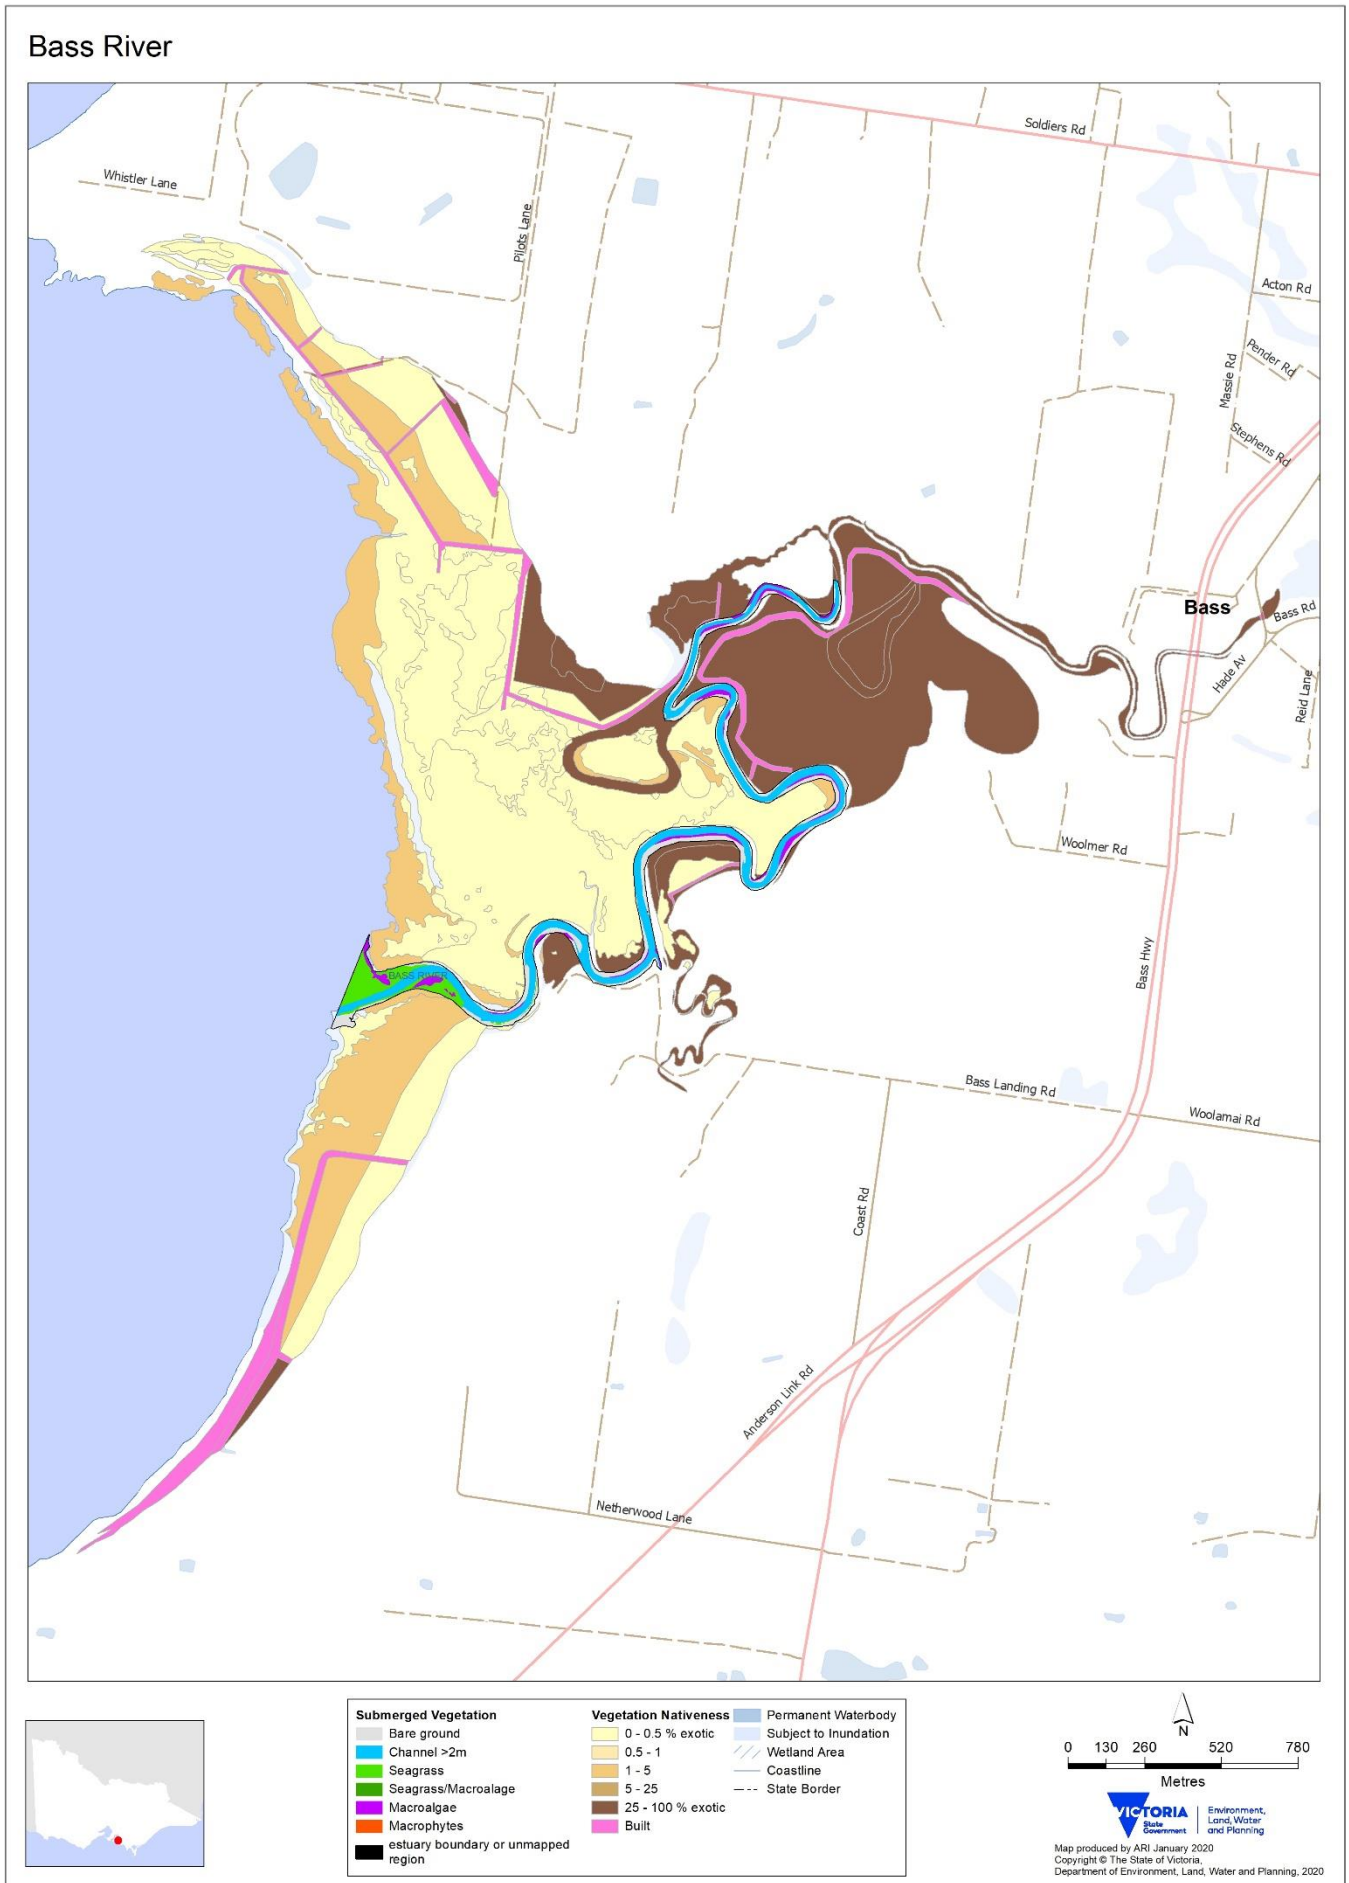 Bass River
Soldiers Rd
Whistler Lane
Pilots Lane
Acton Rd
Pender Rd
Massie Rd
Stephens Rd
Bass
Bass Rd
Hade Av
Reid Lane
Woolmer Rd
Bass Hwy
BASS RIVER
Bass Landing Rd
Woolamai Rd
Coast Rd
Anderson Link Rd
Netherwood Lane
Submerged Vegetation
Bare ground
Channel >2m
Seagrass
Seagrass/Macroalage
Macroalgae
Macrophytes
estuary boundary or unmapped
region
Vegetation Nativeness
0 - 0.5 % exotic
0.5 - 1
1 - 5
5 - 25
25 - 100 % exotic
Built
Permanent Waterbody
Subject to Inundation
Wetland Area
Coastline
State Border
N
0 130 260 520 780
Metres
VICTORIA
State
Government
Environment,
Land, Water
and Planning
Map produced by ARI January 2020
Copyright © The State of Victoria,
Department of Environment, Land, Water and Planning, 2020